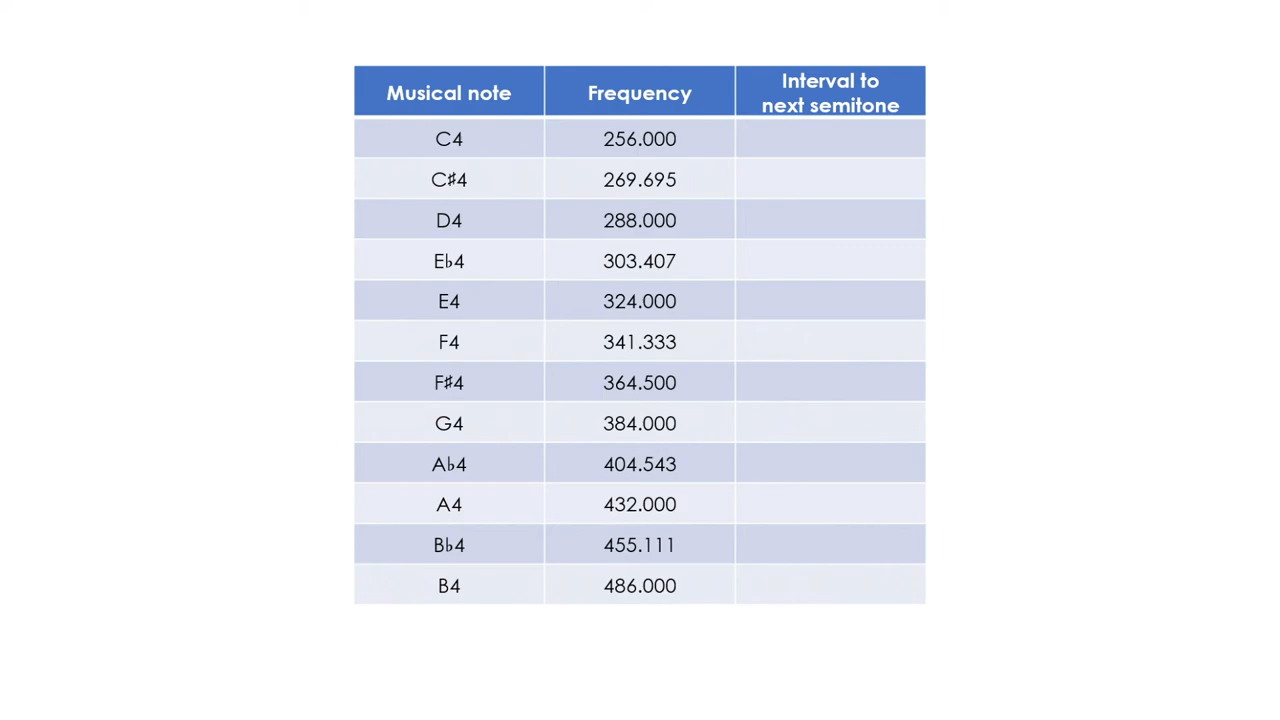 Musical note Frequency Interval to
next semitone
C4 256.000
C♯4 269.695
D4 288.000
E♭4 303.407
E4 324.000
F4 341.333
F♯4 364.500
G4 384.000
A♭4 404.543
A4 432.000
B♭4 455.111
B4 486.000